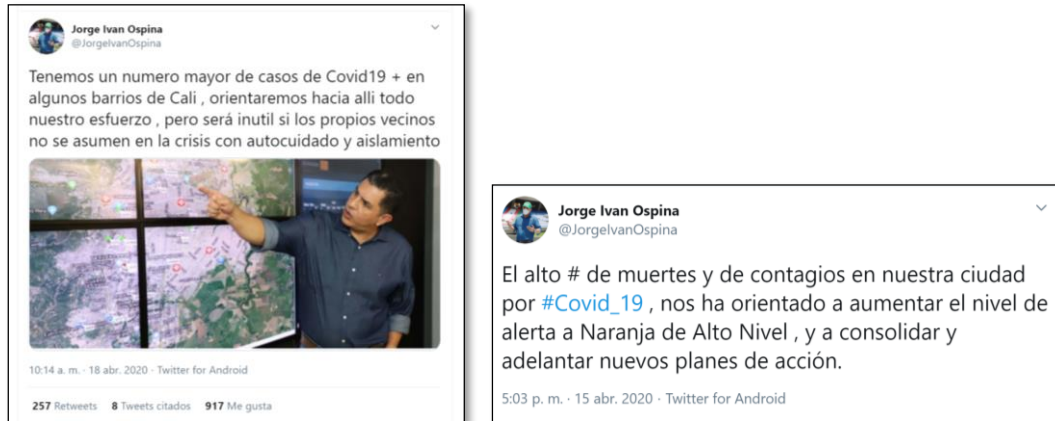 Jorge Ivan Ospina
@JorgeIvanOspina
Tenemos un numero mayor de casos de Covid19 + en
algunos barrios de Cali , orientaremos hacia alli todo
nuestro esfuerzo , pero será inutil si los propios vecinos
no se asumen en la crisis con autocuidado y aislamiento
10:14 a. m. · 18 abr. 2020 · Twitter for Android
257 Retweets 8 Tweets citados 917 Me gusta
Jorge Ivan Ospina
@JorgeIvanOspina
El alto # de muertes y de contagios en nuestra ciudad
por #Covid_19 , nos ha orientado a aumentar el nivel de
alerta a Naranja de Alto Nivel , y a consolidar y
adelantar nuevos planes de acción.
5:03 p. m. · 15 abr. 2020 · Twitter for Android